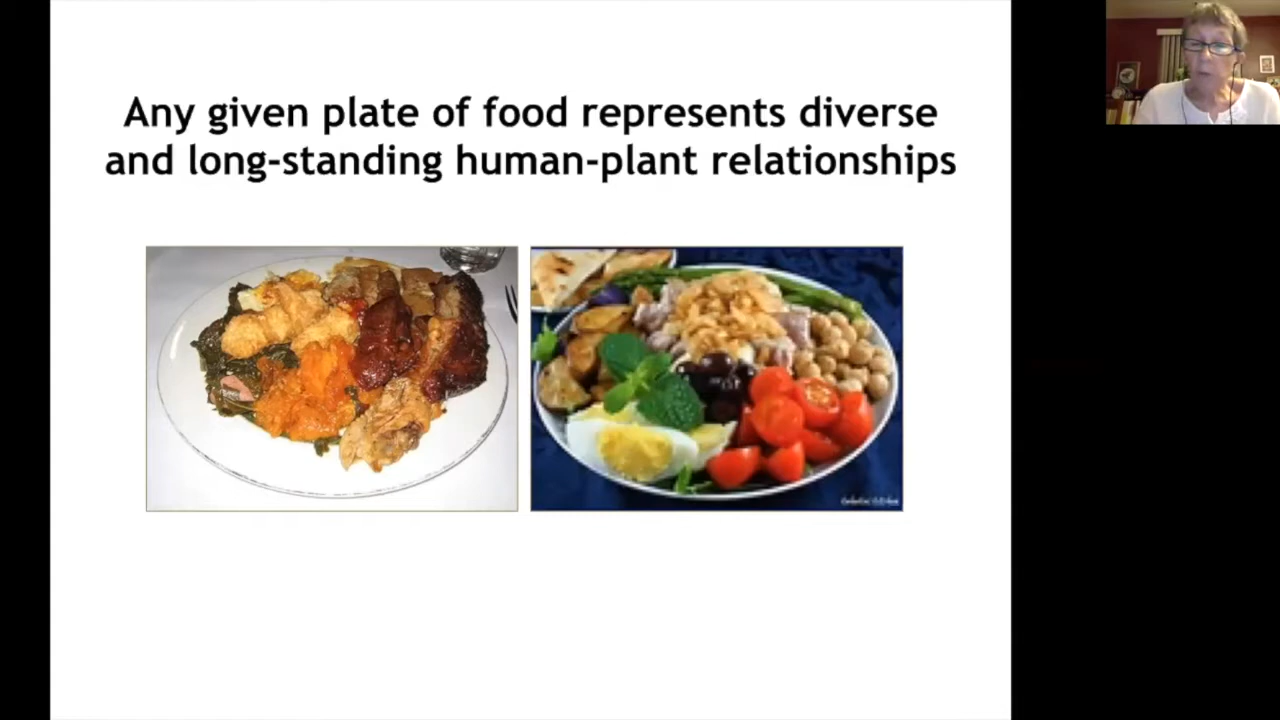 Any given plate of food represents diverse
and long-standing human-plant relationships